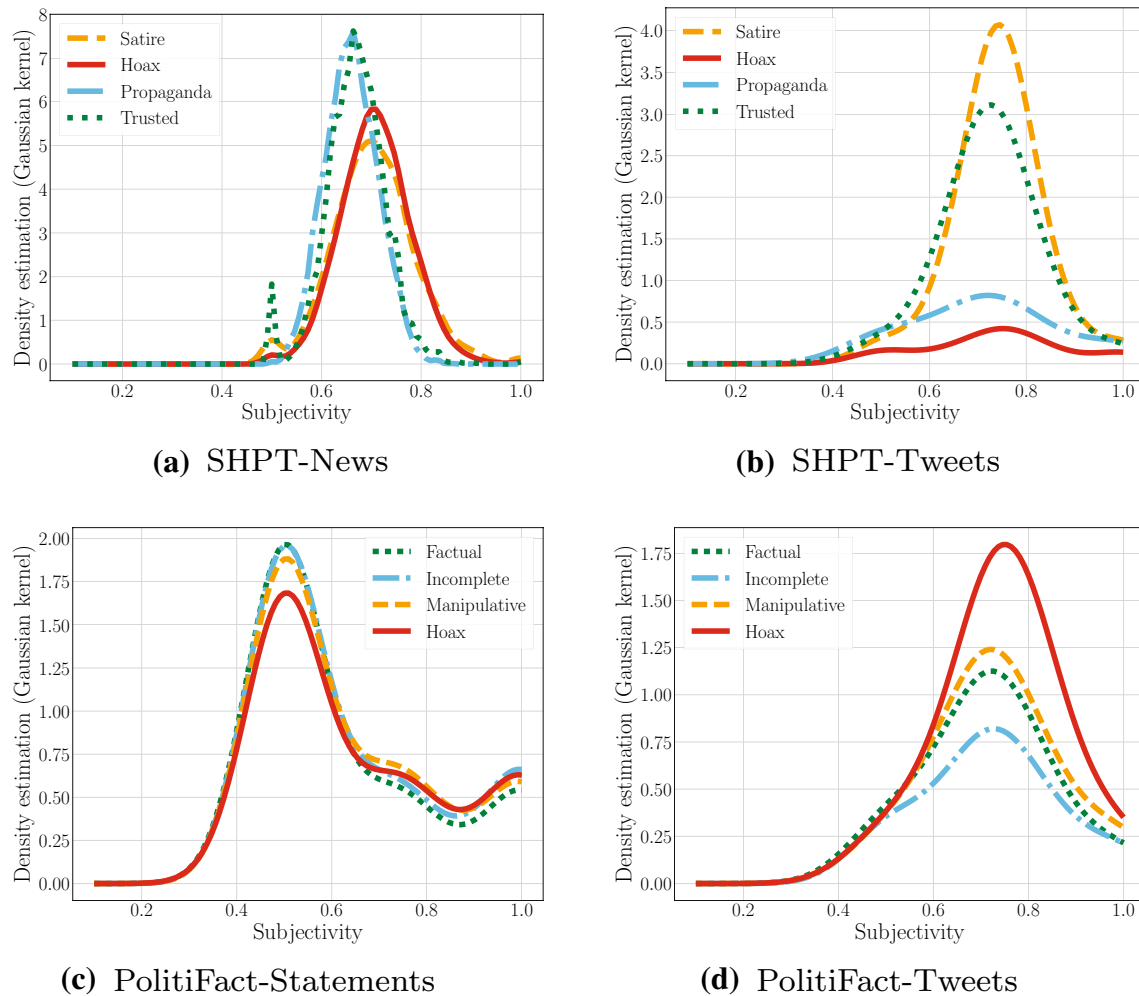 8
7
6
5
4
3
2
1
0
Density estimation (Gaussian kernel)
Satire
Hoax
Propaganda
Trusted
0.2 0.4 0.6 0.8 1.0
Subjectivity
(a) SHPT-News
4.0
3.5
3.0
2.5
2.0
1.5
1.0
0.5
0.0
Density estimation (Gaussian kernel)
Satire
Hoax
Propaganda
Trusted
0.2 0.4 0.6 0.8 1.0
Subjectivity
(b) SHPT-Tweets
2.00
1.75
1.50
1.25
1.00
0.75
0.50
0.25
0.00
Density estimation (Gaussian kernel)
Factual
Incomplete
Manipulative
Hoax
0.2 0.4 0.6 0.8 1.0
Subjectivity
(c) PolitiFact-Statements
1.75
1.50
1.25
1.00
0.75
0.50
0.25
0.00
Density estimation (Gaussian kernel)
Factual
Incomplete
Manipulative
Hoax
0.2 0.4 0.6 0.8 1.0
Subjectivity
(d) PolitiFact-Tweets